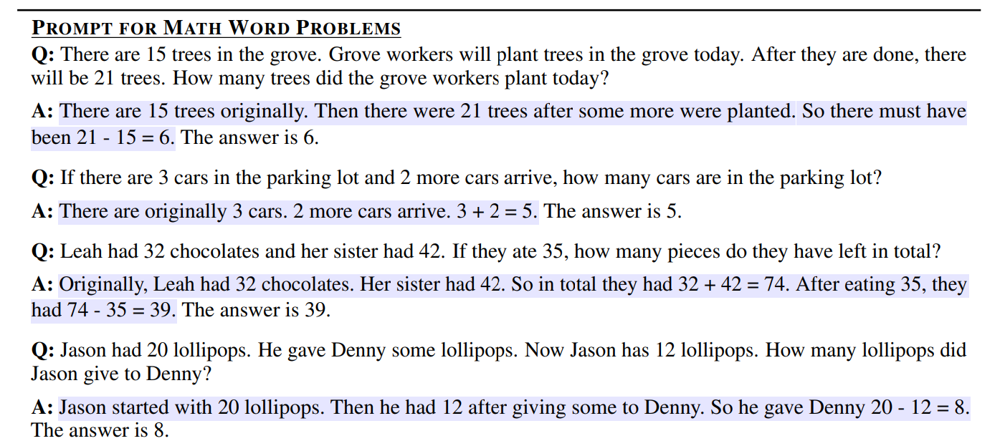 PROMPT FOR MATH WORD PROBLEMS
Q: There are 15 trees in the grove. Grove workers will plant trees in the grove today. After they are done, there
will be 21 trees. How many trees did the grove workers plant today?
A: There are 15 trees originally. Then there were 21 trees after some more were planted. So there must have
been 21 - 15 = 6. The answer is 6.
Q: If there are 3 cars in the parking lot and 2 more cars arrive, how many cars are in the parking lot?
A: There are originally 3 cars. 2 more cars arrive. 3 + 2 = 5. The answer is 5.
Q: Leah had 32 chocolates and her sister had 42. If they ate 35, how many pieces do they have left in total?
A: Originally, Leah had 32 chocolates. Her sister had 42. So in total they had 32 + 42 = 74. After eating 35, they
had 74 - 35 = 39. The answer is 39.
Q: Jason had 20 lollipops. He gave Denny some lollipops. Now Jason has 12 lollipops. How many lollipops did
Jason give to Denny?
A: Jason started with 20 lollipops. Then he had 12 after giving some to Denny. So he gave Denny 20 - 12 = 8.
The answer is 8.